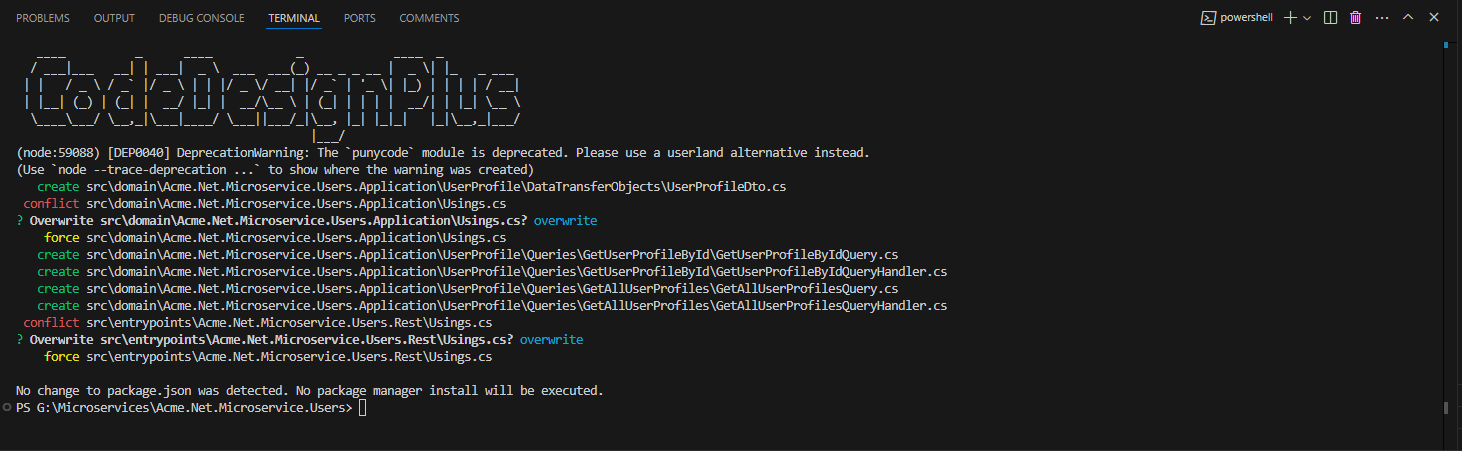 PROBLEMS OUTPUT DEBUG CONSOLE TERMINAL PORTS COMMENTS powershell
CodeDesignPlus
(node:59088) [DEP0040] DeprecationWarning: The `punycode` module is deprecated. Please use a userland alternative instead.
(Use `node --trace-deprecation ...` to show where the warning was created)
create src\domain\Acme.Net.Microservice.Users.Application\UserProfile\DataTransferObjects\UserProfileDto.cs
conflict src\domain\Acme.Net.Microservice.Users.Application\Usings.cs
? Overwrite src\domain\Acme.Net.Microservice.Users.Application\Usings.cs? overwrite
force src\domain\Acme.Net.Microservice.Users.Application\Usings.cs
create src\domain\Acme.Net.Microservice.Users.Application\UserProfile\Queries\GetUserProfileById\GetUserProfileByIdQuery.cs
create src\domain\Acme.Net.Microservice.Users.Application\UserProfile\Queries\GetUserProfileById\GetUserProfileByIdQueryHandler.cs
create src\domain\Acme.Net.Microservice.Users.Application\UserProfile\Queries\GetAllUserProfiles\GetAllUserProfilesQuery.cs
create src\domain\Acme.Net.Microservice.Users.Application\UserProfile\Queries\GetAllUserProfiles\GetAllUserProfilesQueryHandler.cs
conflict src\entrypoints\Acme.Net.Microservice.Users.Rest\Usings.cs
? Overwrite src\entrypoints\Acme.Net.Microservice.Users.Rest\Usings.cs? overwrite
force src\entrypoints\Acme.Net.Microservice.Users.Rest\Usings.cs
No change to package.json was detected. No package manager install will be executed.
PS G:\Microservices\Acme.Net.Microservice.Users>